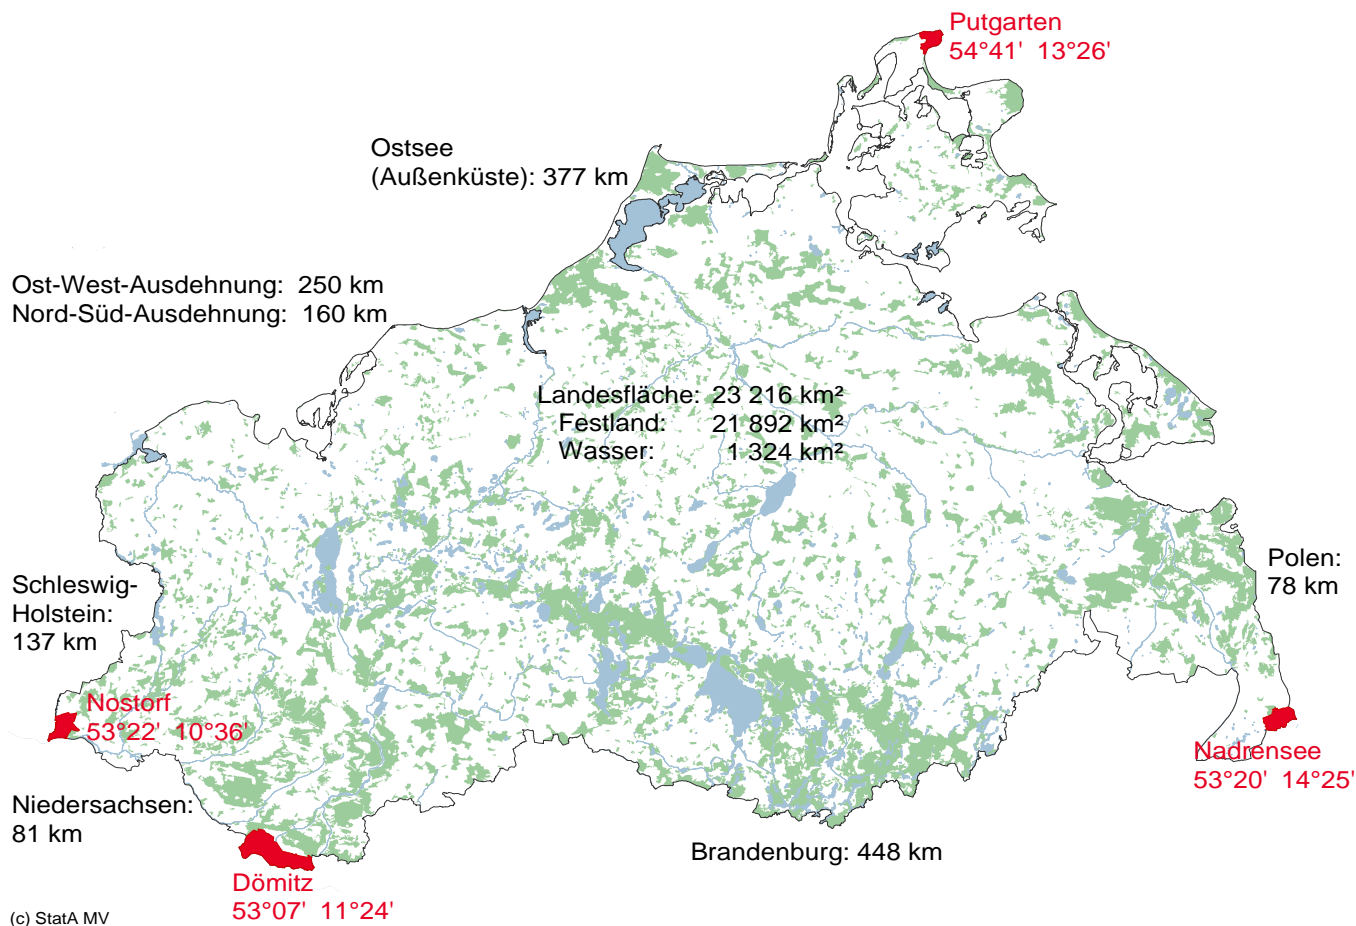 Putgarten
54°41' 13°26'
Ostsee
(Außenküste): 377 km
Ost-West-Ausdehnung: 250 km
Nord-Süd-Ausdehnung: 160 km
Landesfläche: 23 216 km²
Festland: 21 892 km²
Wasser: 1 324 km²
Polen:
78 km
Schleswig-
Holstein:
137 km
Nostorf
53°22' 10°36'
Nadrensee
53°20' 14°25'
Niedersachsen:
81 km
Brandenburg: 448 km
Dömitz
53°07' 11°24'
(c) StatA MV